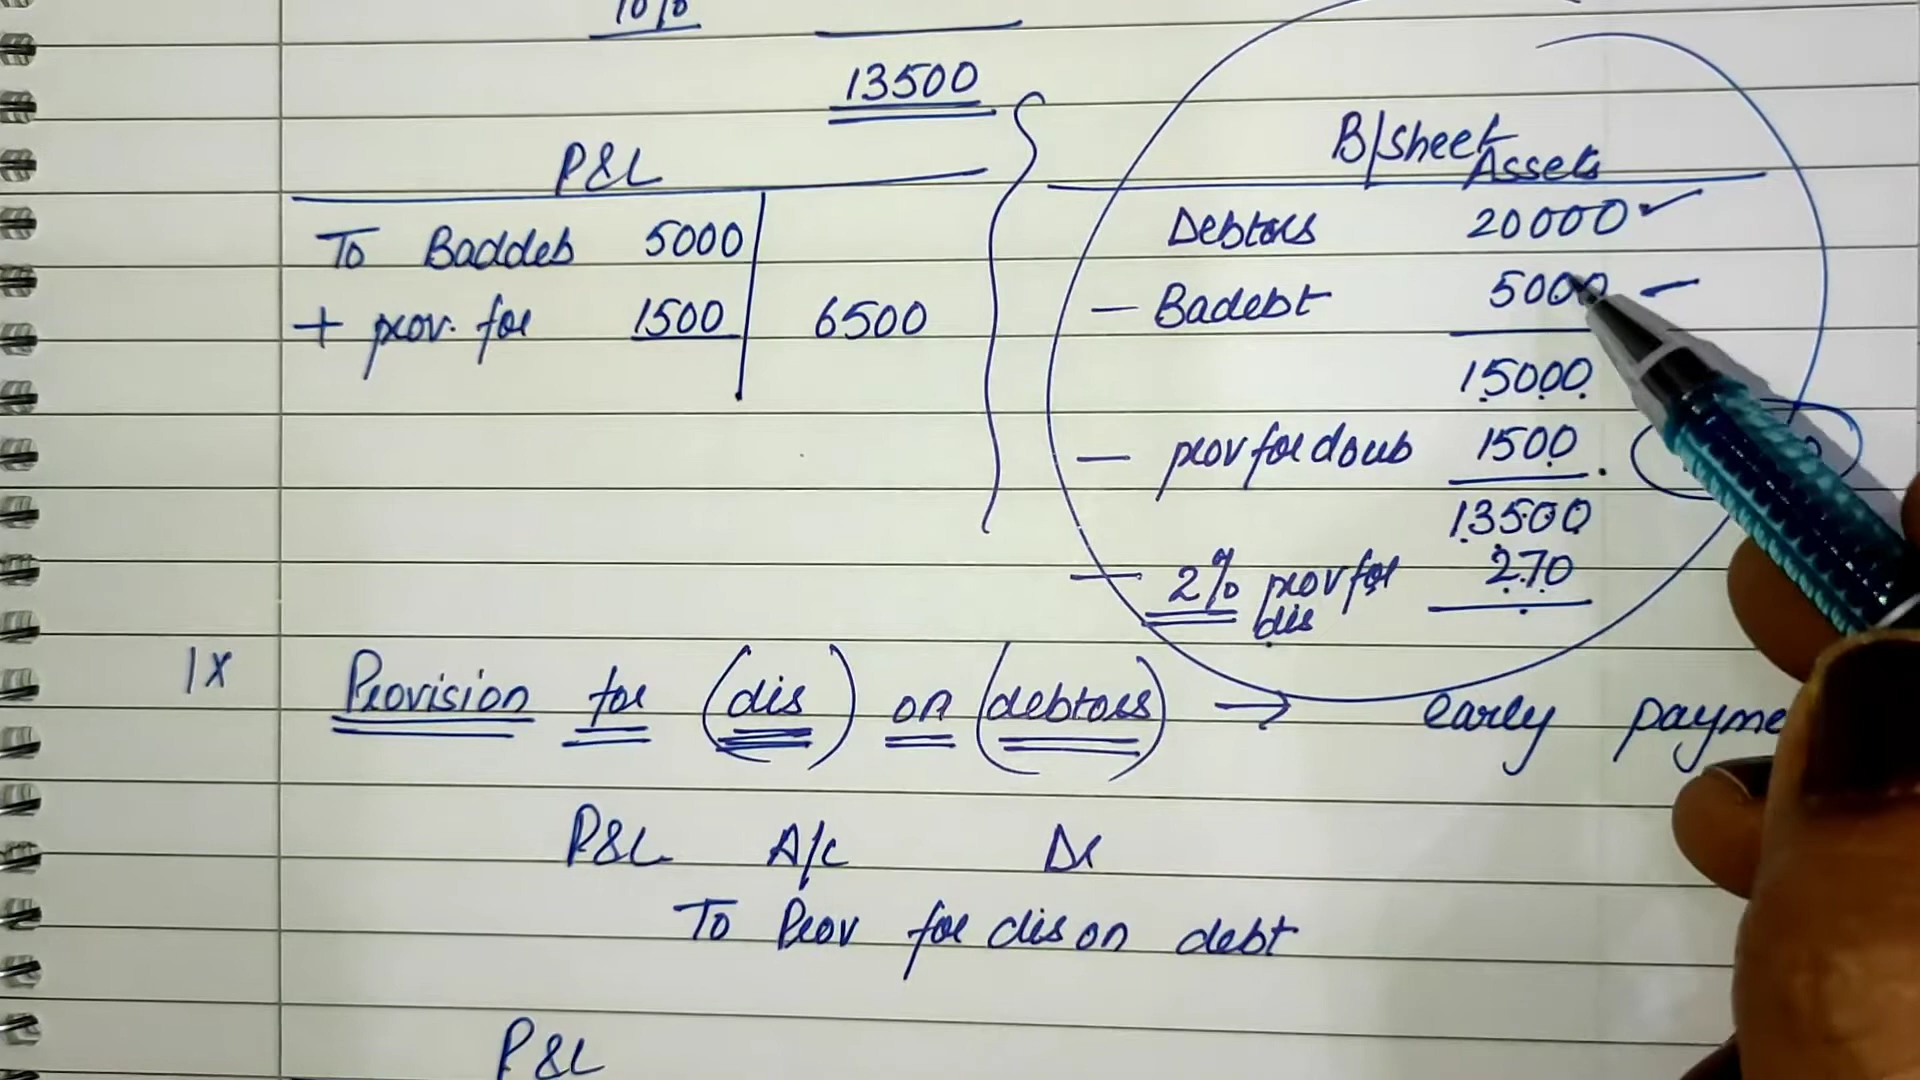 10%
13500
P&L
To Baddeb 5000
+ prov. for 1500 6500
B/Sheet
Assets
Debtors 20000
— Badebt 5000 —
15000
— prov for doub 1500
13500
— 2% prov for 270
dis
IX Provision for (dis) on (debtors) → early payme
P&L A/c Dr
To Prov for dis on debt
P&L